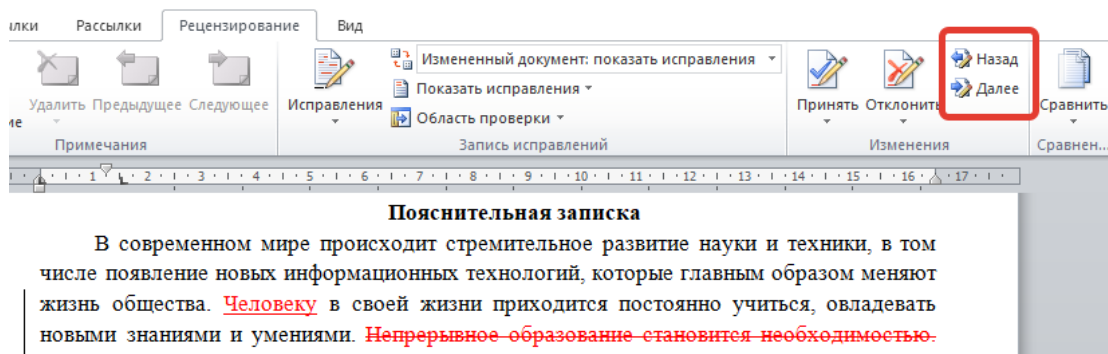 Рассылки Рецензирование Вид
Назад
Измененный документ: показать исправления
Показать исправления
Далее
Удалить Предыдущее Следующее Исправления Принять Отклонить Сравнить
Область проверки
Примечания Запись исправлений Изменения Сравнен...
1 2 3 4 5 6 7 8 9 10 11 12 13 14 15 16 17
Пояснительная записка
В современном мире происходит стремительное развитие науки и техники, в том
числе появление новых информационных технологий, которые главным образом меняют
жизнь общества. Человеку в своей жизни приходится постоянно учиться, овладевать
новыми знаниями и умениями. Непрерывное образование становится необходимостью.